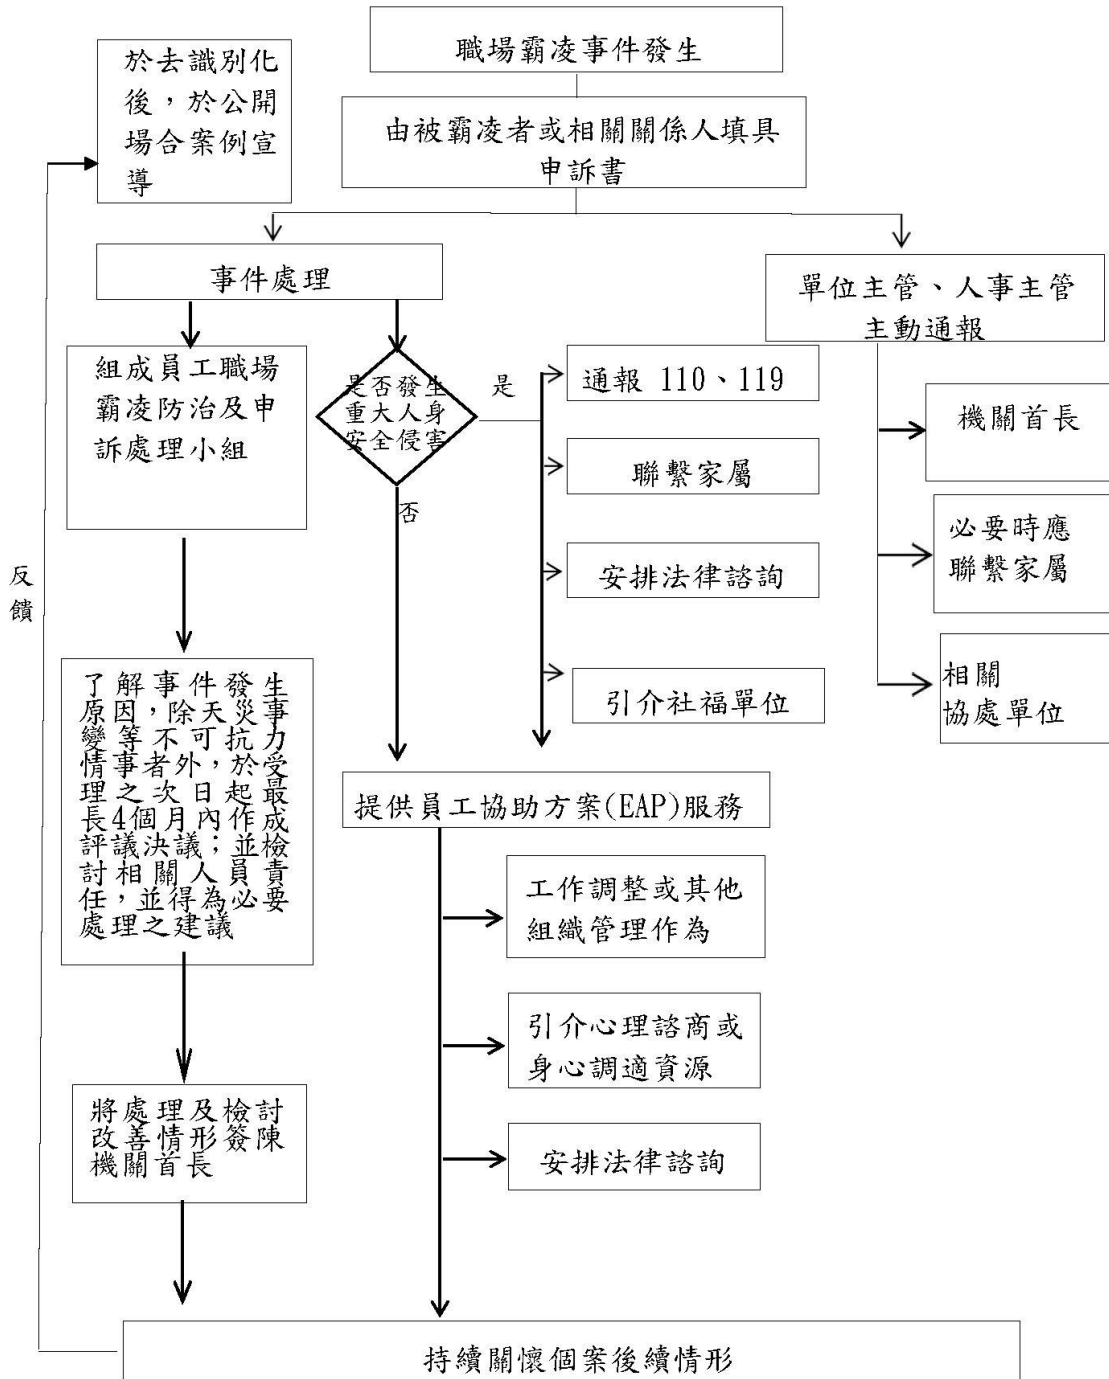 職場霸凌事件發生
於去識別化
後，於公開
場合案例宣
導
由被霸凌者或相關關係人填具
申訴書
事件處理
單位主管、人事主管
主動通報
組成員工職場
霸凌防治及申
訴處理小組
是否發生
重大人身
安全侵害
是
否
通報 110、119
聯繫家屬
安排法律諮詢
引介社福單位
機關首長
必要時應
聯繫家屬
相關
協處單位
反
饋
了解事件發生
原因，除天災事
變等不可抗力
情事者外，於受
理之次日起最
長4個月內作成
評議決議；並檢
討相關人員責
任，並得為必要
處理之建議
提供員工協助方案(EAP)服務
工作調整或其他
組織管理作為
引介心理諮商或
身心調適資源
安排法律諮詢
將處理及檢討
改善情形簽陳
機關首長
持續關懷個案後續情形